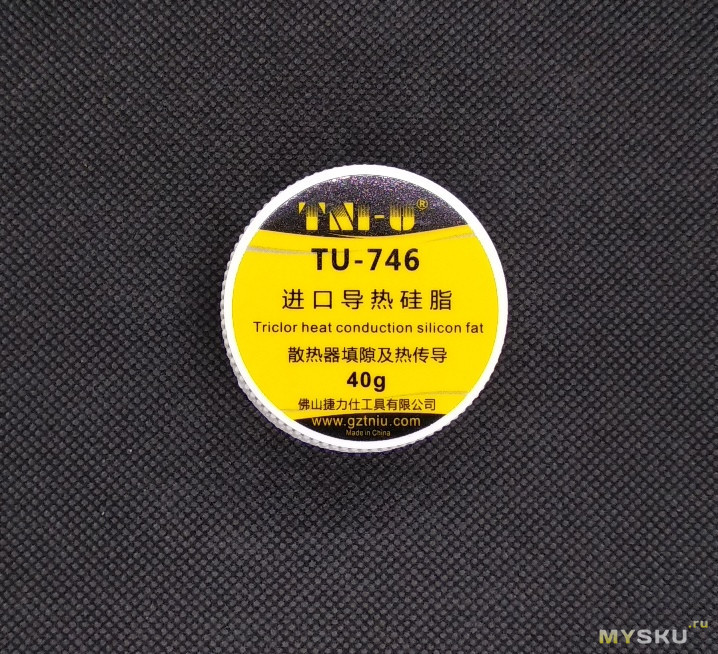 TNI-U®
TU-746
进口导热硅脂
Triclor heat conduction silicon fat
散热器填隙及热传导
40g
佛山捷力仕工具有限公司
www.gztniu.com
Made in China
MYSKU.ru